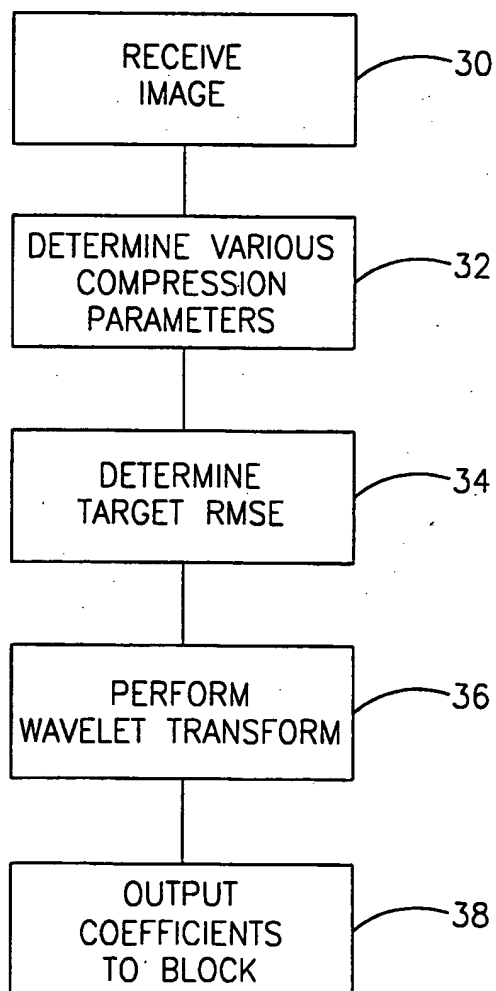 RECEIVE
IMAGE
30
DETERMINE VARIOUS
COMPRESSION
PARAMETERS
32
DETERMINE
TARGET RMSE
34
PERFORM
WAVELET TRANSFORM
36
OUTPUT
COEFFICIENTS
TO BLOCK
38